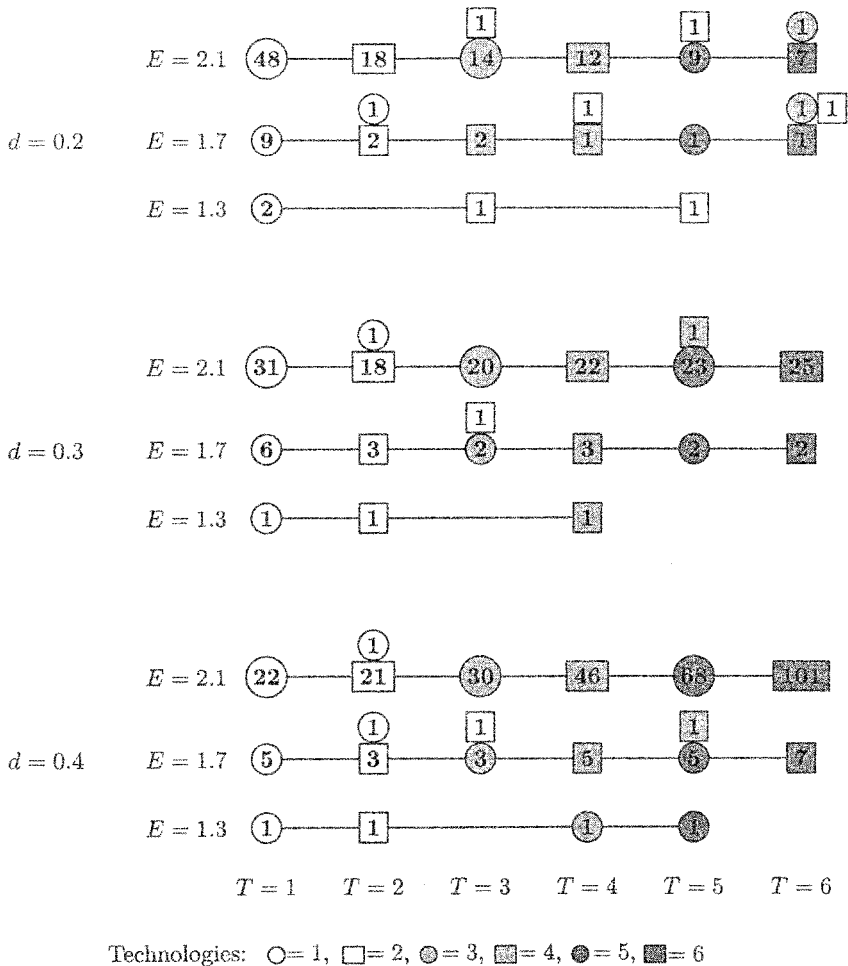 1 1 1
E = 2.1 48 18 14 12 9 7
1 1 1 1
d = 0.2 E = 1.7 9 2 2 1 1 1
E = 1.3 2 1 1
1 1
E = 2.1 31 18 20 22 23 25
1
d = 0.3 E = 1.7 6 3 2 3 2 2
E = 1.3 1 1 1
1
E = 2.1 22 21 30 46 68 101
1 1 1
d = 0.4 E = 1.7 5 3 3 5 7
E = 1.3 1 1 1 1
T = 1 T = 2 T = 3 T = 4 T = 5 T = 6
Technologies: = 1, = 2, = 3, = 4, = 5, = 6